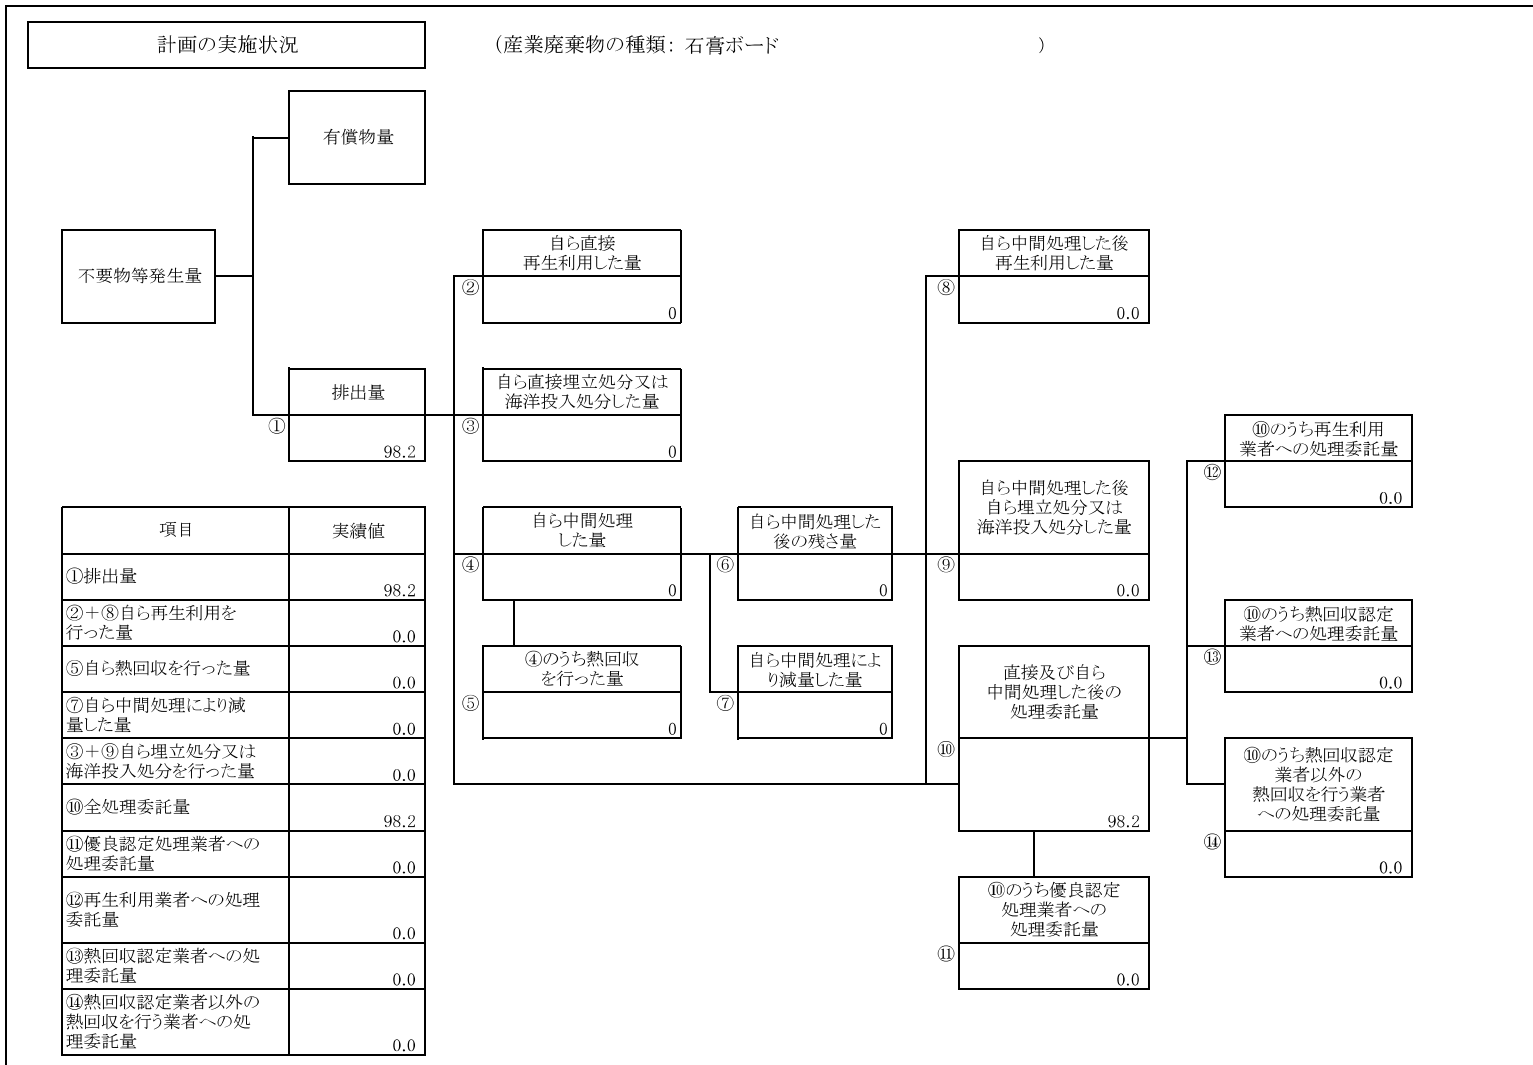 計画の実施状況
(産業廃棄物の種類: 石膏ボード )
有償物量
不要物等発生量
自ら直接
再生利用した量
②
0
自ら中間処理した後
再生利用した量
⑧
0.0
排出量
①
98.2
自ら直接埋立処分又は
海洋投入処分した量
③
0
⑩のうち再生利用
業者への処理委託量
⑫
0.0
自ら中間処理した後
自ら埋立処分又は
海洋投入処分した量
⑨
0.0
自ら中間処理
した量
④
0
自ら中間処理した
後の残さ量
⑥
0
⑩のうち熱回収認定
業者への処理委託量
⑬
0.0
④のうち熱回収
を行った量
⑤
0
自ら中間処理によ
り減量した量
⑦
0
直接及び自ら
中間処理した後の
処理委託量
⑩
98.2
⑩のうち熱回収認定
業者以外の
熱回収を行う業者
への処理委託量
⑭
0.0
⑩のうち優良認定
処理業者への
処理委託量
⑪
0.0
項目 実績値
①排出量
98.2
②+⑧自ら再生利用を
行った量
0.0
⑤自ら熱回収を行った量
0.0
⑦自ら中間処理により減
量した量
0.0
③+⑨自ら埋立処分又は
海洋投入処分を行った量
0.0
⑩全処理委託量
98.2
⑪優良認定処理業者への
処理委託量
0.0
⑫再生利用業者への処理
委託量
0.0
⑬熱回収認定業者への処
理委託量
0.0
⑭熱回収認定業者以外の
熱回収を行う業者への処
理委託量
0.0